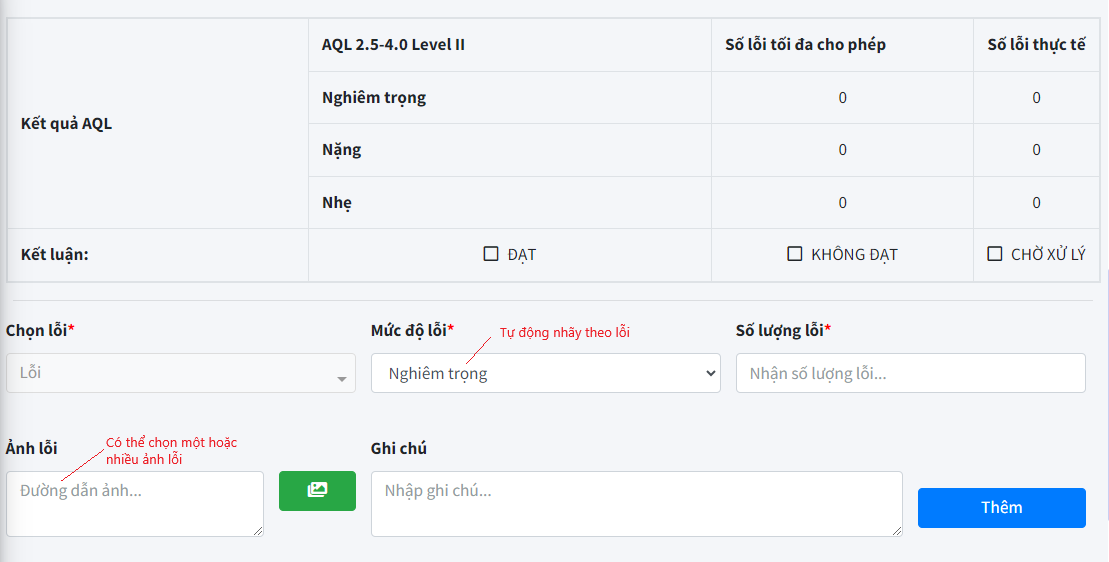 AQL 2.5-4.0 Level II Số lỗi tối đa cho phép Số lỗi thực tế
Nghiêm trọng 0 0
Kết quả AQL
Nặng 0 0
Nhẹ 0 0
Kết luận: ĐẠT KHÔNG ĐẠT CHỜ XỬ LÝ
Chọn lỗi* Mức độ lỗi* Tự động nhãy theo lỗi Số lượng lỗi*
Lỗi Nghiêm trọng Nhận số lượng lỗi...
Ảnh lỗi Có thể chọn một hoặc Ghi chú
nhiều ảnh lỗi
Đường dẫn ảnh... Nhập ghi chú...
Thêm